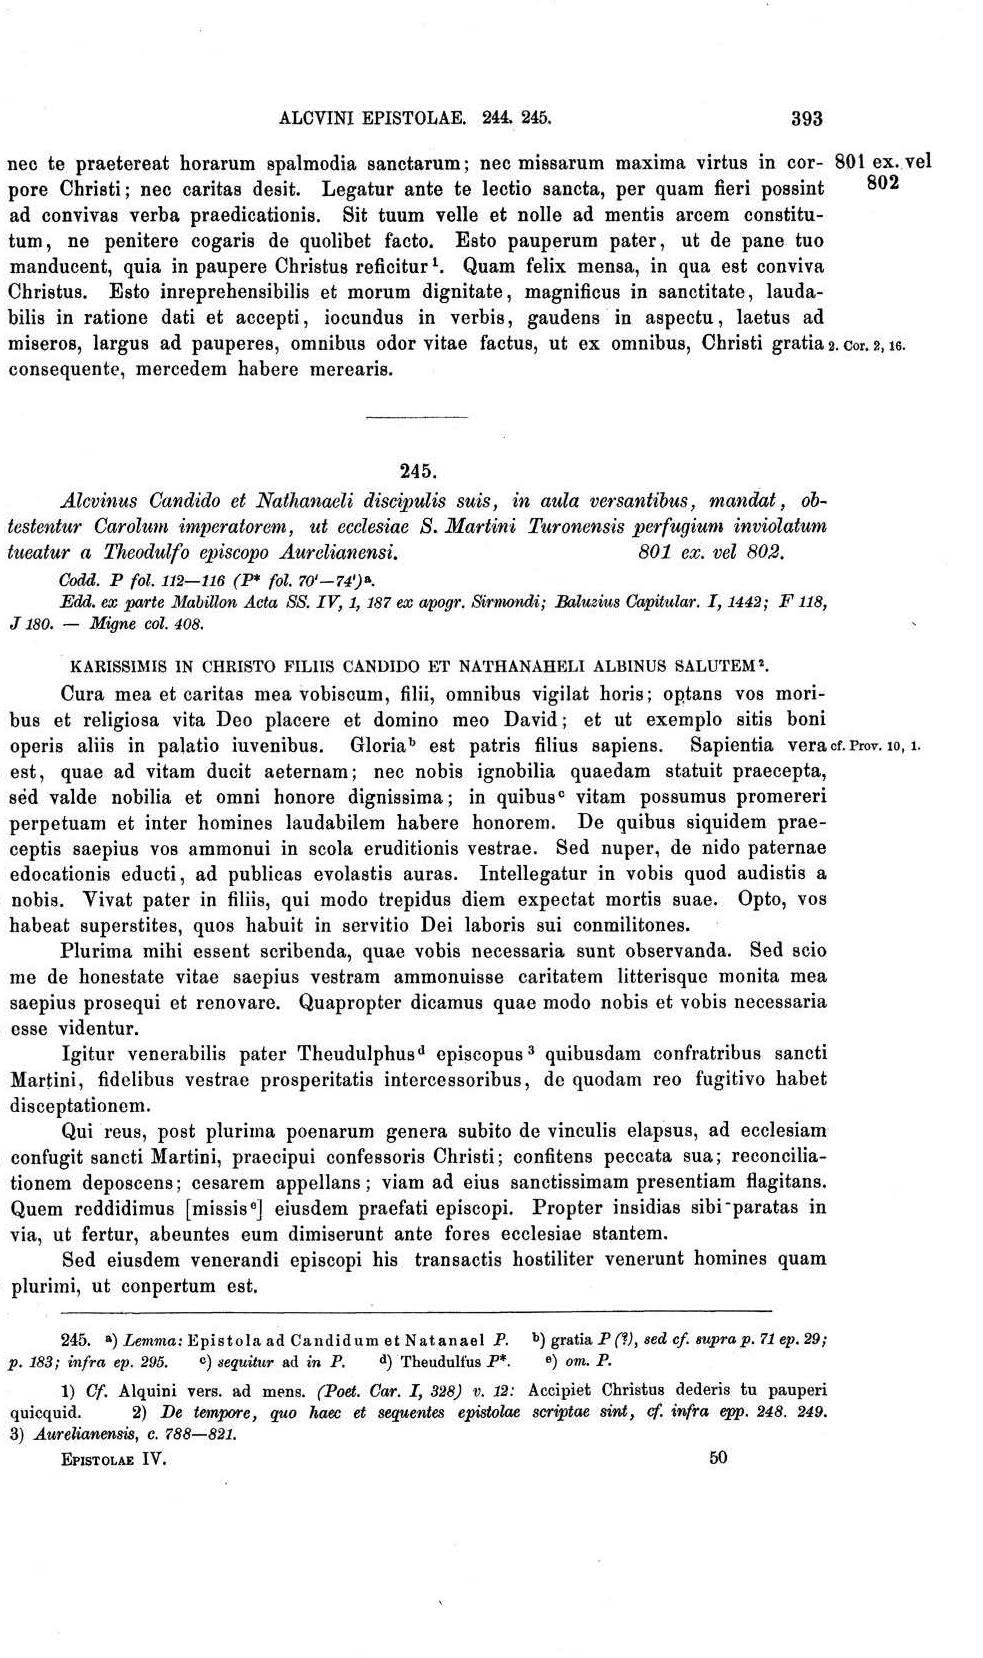 ALCVINI EPISTOLAE. 244. 245. 393
nec te praetereat horarum spalmodia sanctarum; nec missarum maxima virtus in cor- 801 ex. vel
pore Christi; nec caritas desit. Legatur ante te lectio sancta, per quam fieri possint 802
ad convivas verba praedicationis. Sit tuum velle et nolle ad mentis arcem constitu-
tum, ne penitere cogaris de quolibet facto. Esto pauperum pater, ut de pane tuo
manducent, quia in paupere Christus reficitur¹. Quam felix mensa, in qua est conviva
Christus. Esto inreprehensibilis et morum dignitate, magnificus in sanctitate, lauda-
bilis in ratione dati et accepti, iocundus in verbis, gaudens in aspectu, laetus ad
miseros, largus ad pauperes, omnibus odor vitae factus, ut ex omnibus, Christi gratia 2. Cor. 2, 16.
consequente, mercedem habere merearis.
245.
Alcvinus Candido et Nathanaeli discipulis suis, in aula versantibus, mandat, ob-
testentur Carolum imperatorem, ut ecclesiae S. Martini Turonensis perfugium inviolatum
tueatur a Theodulfo episcopo Aurelianensi. 801 ex. vel 802.
Codd. P fol. 112—116 (P* fol. 70'—74')ᵃ.
Edd. ex parte Mabillon Acta SS. IV, 1, 187 ex apogr. Sirmondi; Baluzius Capitular. I, 1442; F 118,
J 180. — Migne col. 408.
KARISSIMIS IN CHRISTO FILIIS CANDIDO ET NATHANAHELI ALBINUS SALUTEM².
Cura mea et caritas mea vobiscum, filii, omnibus vigilat horis; optans vos mori-
bus et religiosa vita Deo placere et domino meo David; et ut exemplo sitis boni
operis aliis in palatio iuvenibus. Gloriaᵇ est patris filius sapiens. Sapientia vera cf. Prov. 10, 1.
est, quae ad vitam ducit aeternam; nec nobis ignobilia quaedam statuit praecepta,
sed valde nobilia et omni honore dignissima; in quibusᶜ vitam possumus promereri
perpetuam et inter homines laudabilem habere honorem. De quibus siquidem prae-
ceptis saepius vos ammonui in scola eruditionis vestrae. Sed nuper, de nido paternae
edocationis educti, ad publicas evolastis auras. Intellegatur in vobis quod audistis a
nobis. Vivat pater in filiis, qui modo trepidus diem expectat mortis suae. Opto, vos
habeat superstites, quos habuit in servitio Dei laboris sui conmilitones.
Plurima mihi essent scribenda, quae vobis necessaria sunt observanda. Sed scio
me de honestate vitae saepius vestram ammonuisse caritatem litterisque monita mea
saepius prosequi et renovare. Quapropter dicamus quae modo nobis et vobis necessaria
esse videntur.
Igitur venerabilis pater Theudulphusᵈ episcopus³ quibusdam confratribus sancti
Martini, fidelibus vestrae prosperitatis intercessoribus, de quodam reo fugitivo habet
disceptationem.
Qui reus, post plurima poenarum genera subito de vinculis elapsus, ad ecclesiam
confugit sancti Martini, praecipui confessoris Christi; confitens peccata sua; reconcilia-
tionem deposcens; cesarem appellans; viam ad eius sanctissimam presentiam flagitans.
Quem reddidimus [missisᵉ] eiusdem praefati episcopi. Propter insidias sibi paratas in
via, ut fertur, abeuntes eum dimiserunt ante fores ecclesiae stantem.
Sed eiusdem venerandi episcopi his transactis hostiliter venerunt homines quam
plurimi, ut conpertum est.
245. ᵃ) Lemma: Epistola ad Candidum et Natanael P. ᵇ) gratia P (?), sed cf. supra p. 71 ep. 29;
p. 183; infra ep. 295. ᶜ) sequitur ad in P. ᵈ) Theudulfus P*. ᵉ) om. P.
1) Cf. Alquini vers. ad mens. (Poet. Car. I, 328) v. 12: Accipiet Christus dederis tu pauperi
quicquid. 2) De tempore, quo haec et sequentes epistolae scriptae sint, cf. infra epp. 248. 249.
3) Aurelianensis, c. 788—821.
EPISTOLAE IV. 50